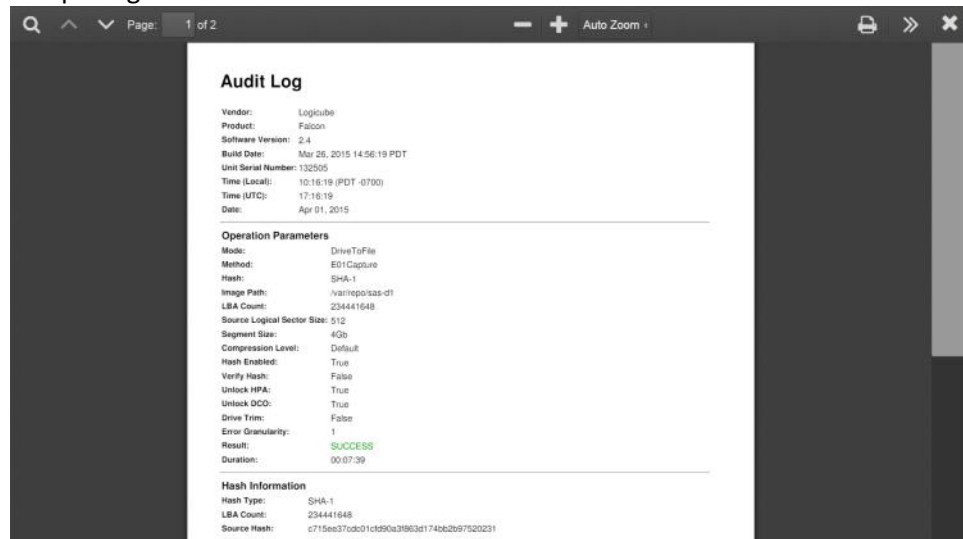 Page: 1 of 2 Auto Zoom
Audit Log
Vendor: Logicube
Product: Falcon
Software Version: 2.4
Build Date: Mar 26, 2015 14:56:19 PDT
Unit Serial Number: 132505
Time (Local): 10:16:19 (PDT -0700)
Time (UTC): 17:16:19
Date: Apr 01, 2015
Operation Parameters
Mode: DriveToFile
Method: E01Capture
Hash: SHA-1
Image Path: /var/repo/sas-d1
LBA Count: 234441648
Source Logical Sector Size: 512
Segment Size: 4Gb
Compression Level: Default
Hash Enabled: True
Verify Hash: False
Unlock HPA: True
Unlock DCO: True
Drive Trim: False
Error Granularity: 1
Result: SUCCESS
Duration: 00:07:39
Hash Information
Hash Type: SHA-1
LBA Count: 234441648
Source Hash: